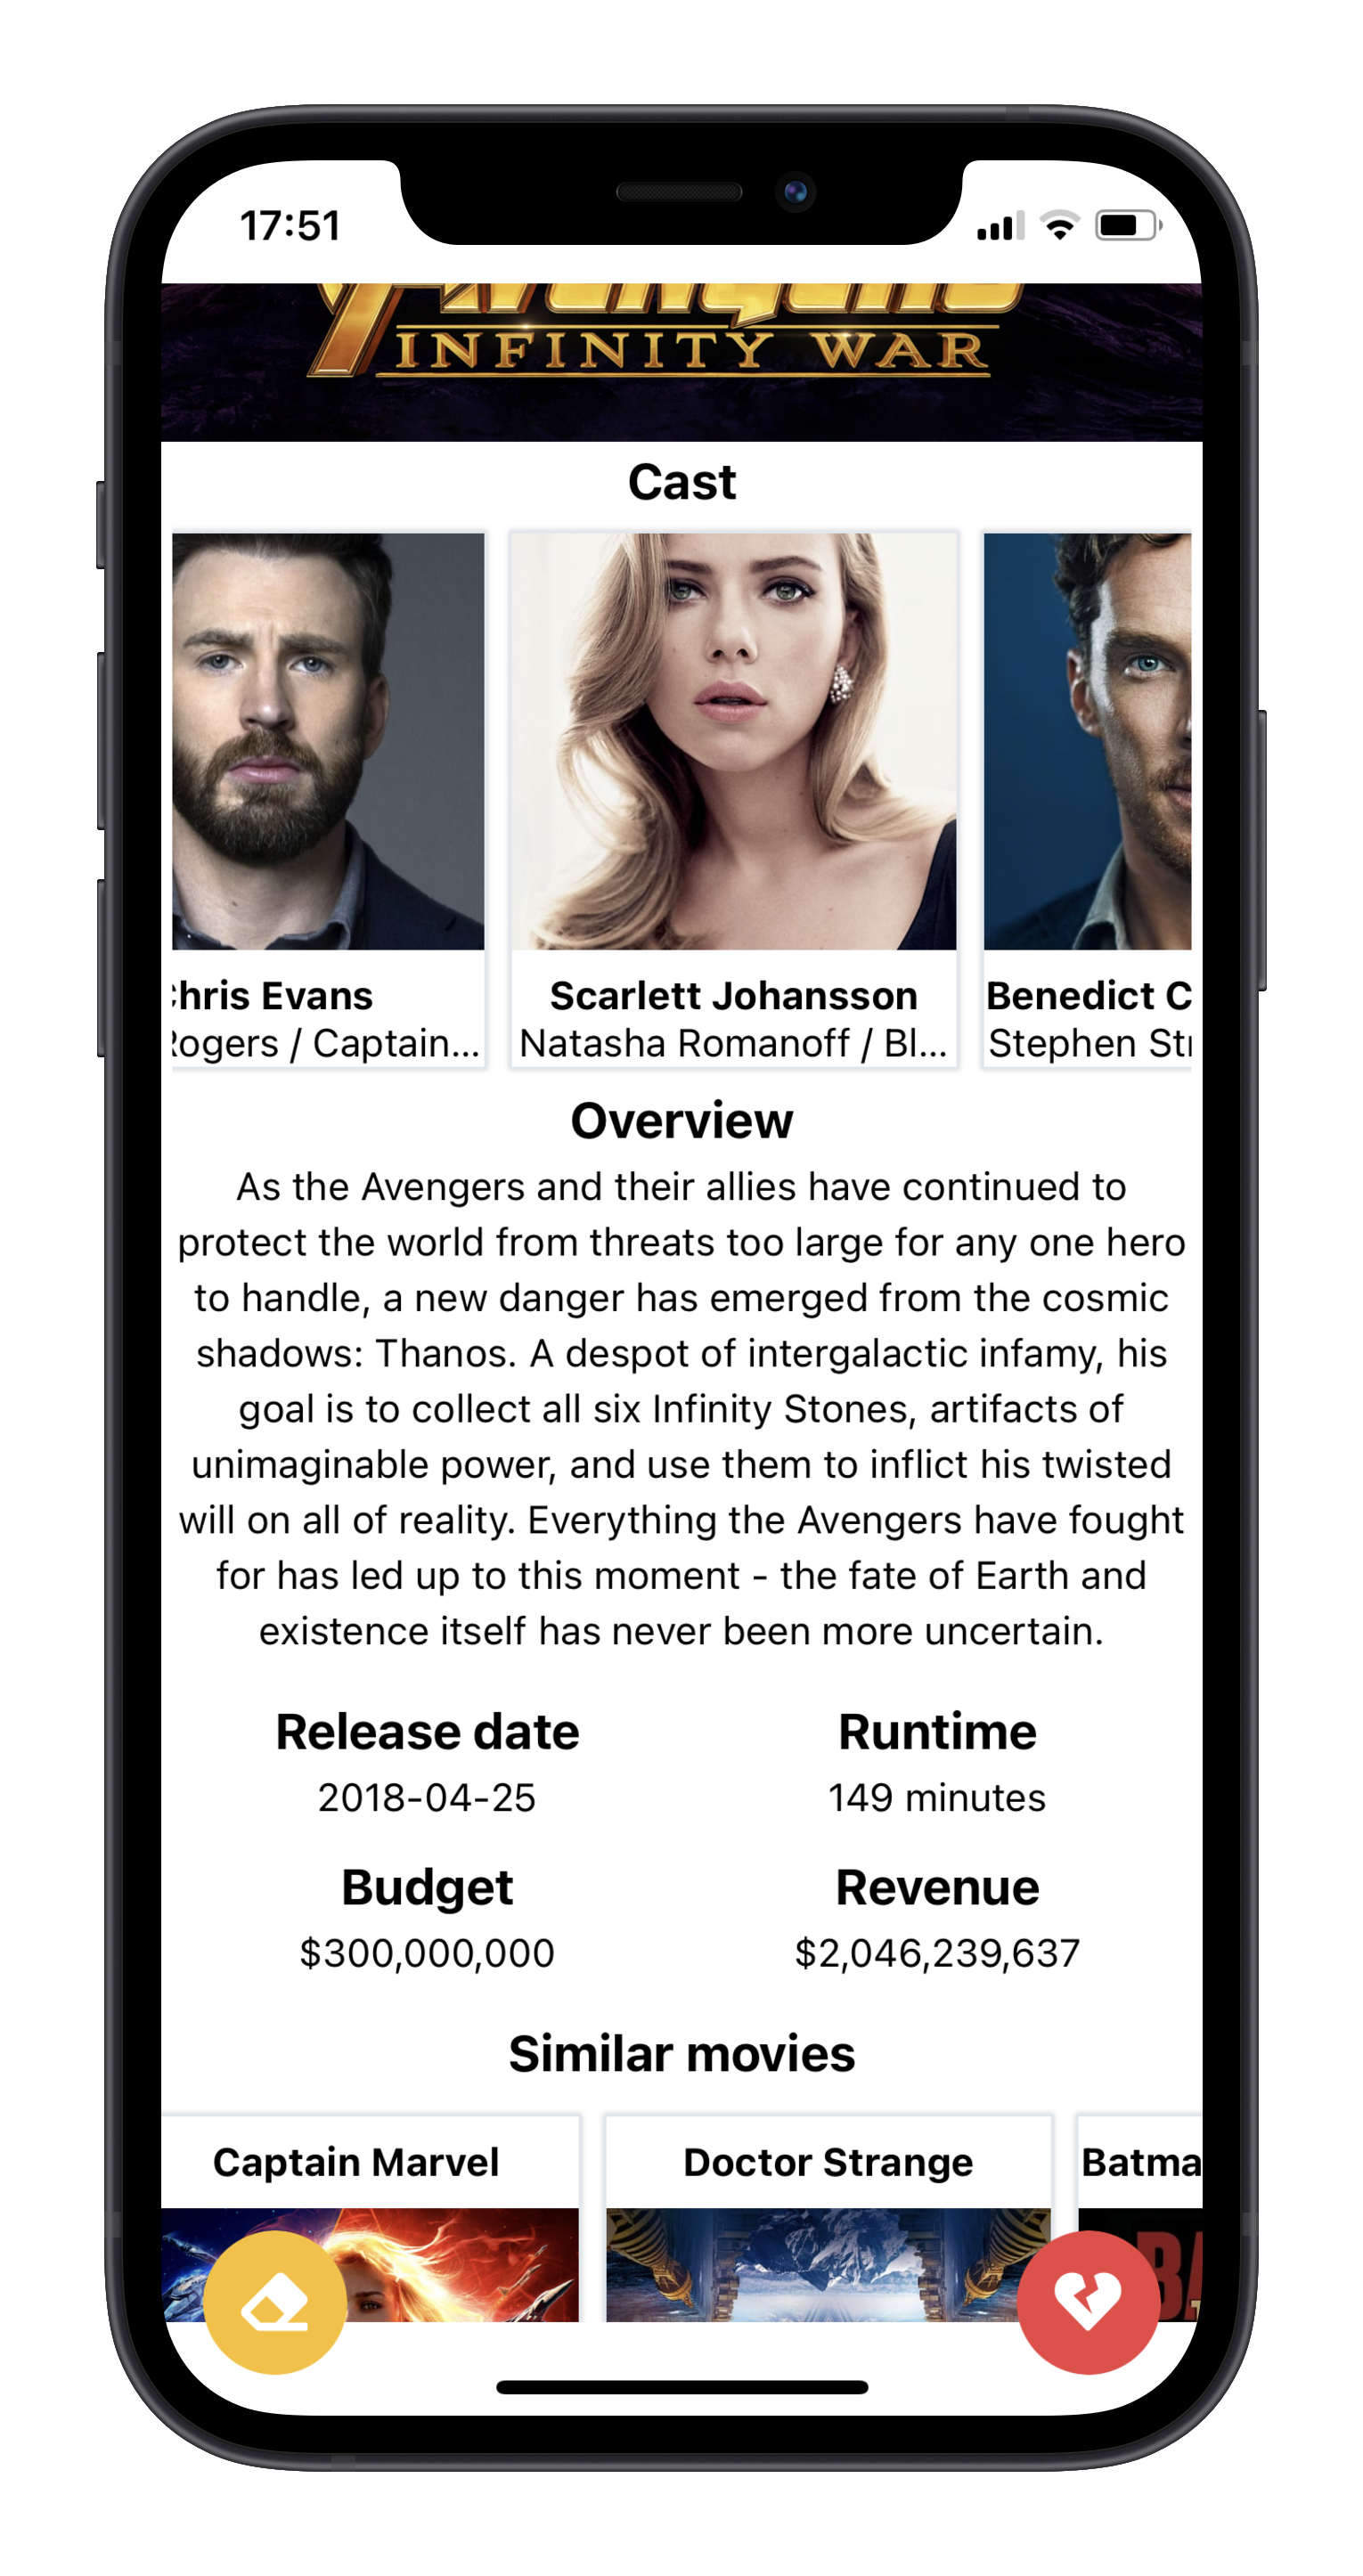 17:51
Avengers
INFINITY WAR
Cast
Chris Evans
Rogers / Captain...
Scarlett Johansson
Natasha Romanoff / Bl...
Benedict C
Stephen Str
Overview
As the Avengers and their allies have continued to
protect the world from threats too large for any one hero
to handle, a new danger has emerged from the cosmic
shadows: Thanos. A despot of intergalactic infamy, his
goal is to collect all six Infinity Stones, artifacts of
unimaginable power, and use them to inflict his twisted
will on all of reality. Everything the Avengers have fought
for has led up to this moment - the fate of Earth and
existence itself has never been more uncertain.
Release date
2018-04-25
Runtime
149 minutes
Budget
$300,000,000
Revenue
$2,046,239,637
Similar movies
Captain Marvel
Doctor Strange
Batma
BA